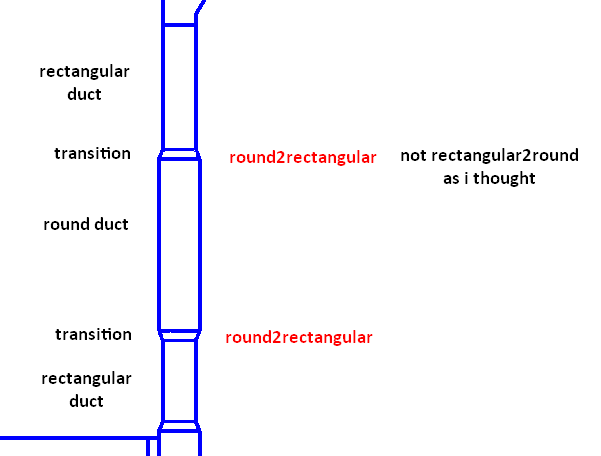 rectangular
duct
transition
round2rectangular
not rectangular2round
as i thought
round duct
transition
round2rectangular
rectangular
duct